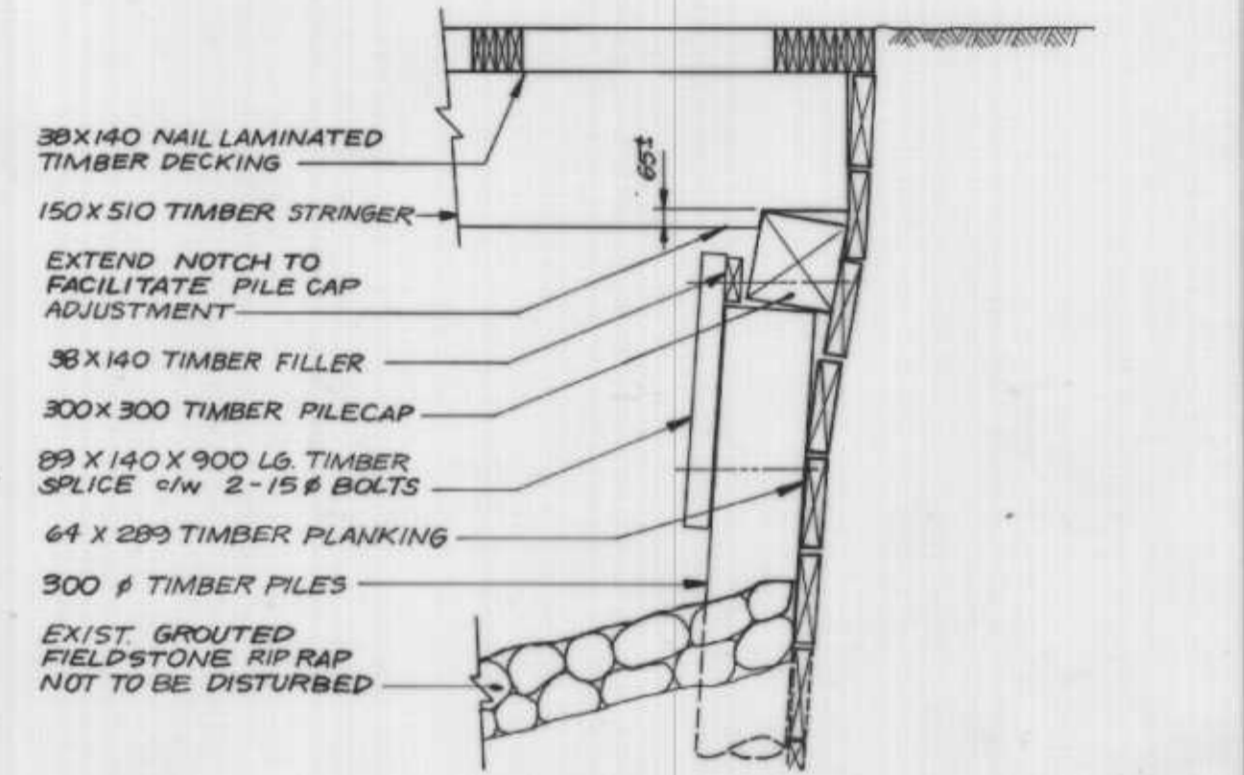 38X140 NAIL LAMINATED
TIMBER DECKING
65±
150X510 TIMBER STRINGER
EXTEND NOTCH TO
FACILITATE PILE CAP
ADJUSTMENT
38X140 TIMBER FILLER
300X300 TIMBER PILECAP
89 X 140 X 900 LG. TIMBER
SPLICE c/w 2-15 ϕ BOLTS
64 X 289 TIMBER PLANKING
300 ϕ TIMBER PILES
EXIST. GROUTED
FIELDSTONE RIP RAP
NOT TO BE DISTURBED